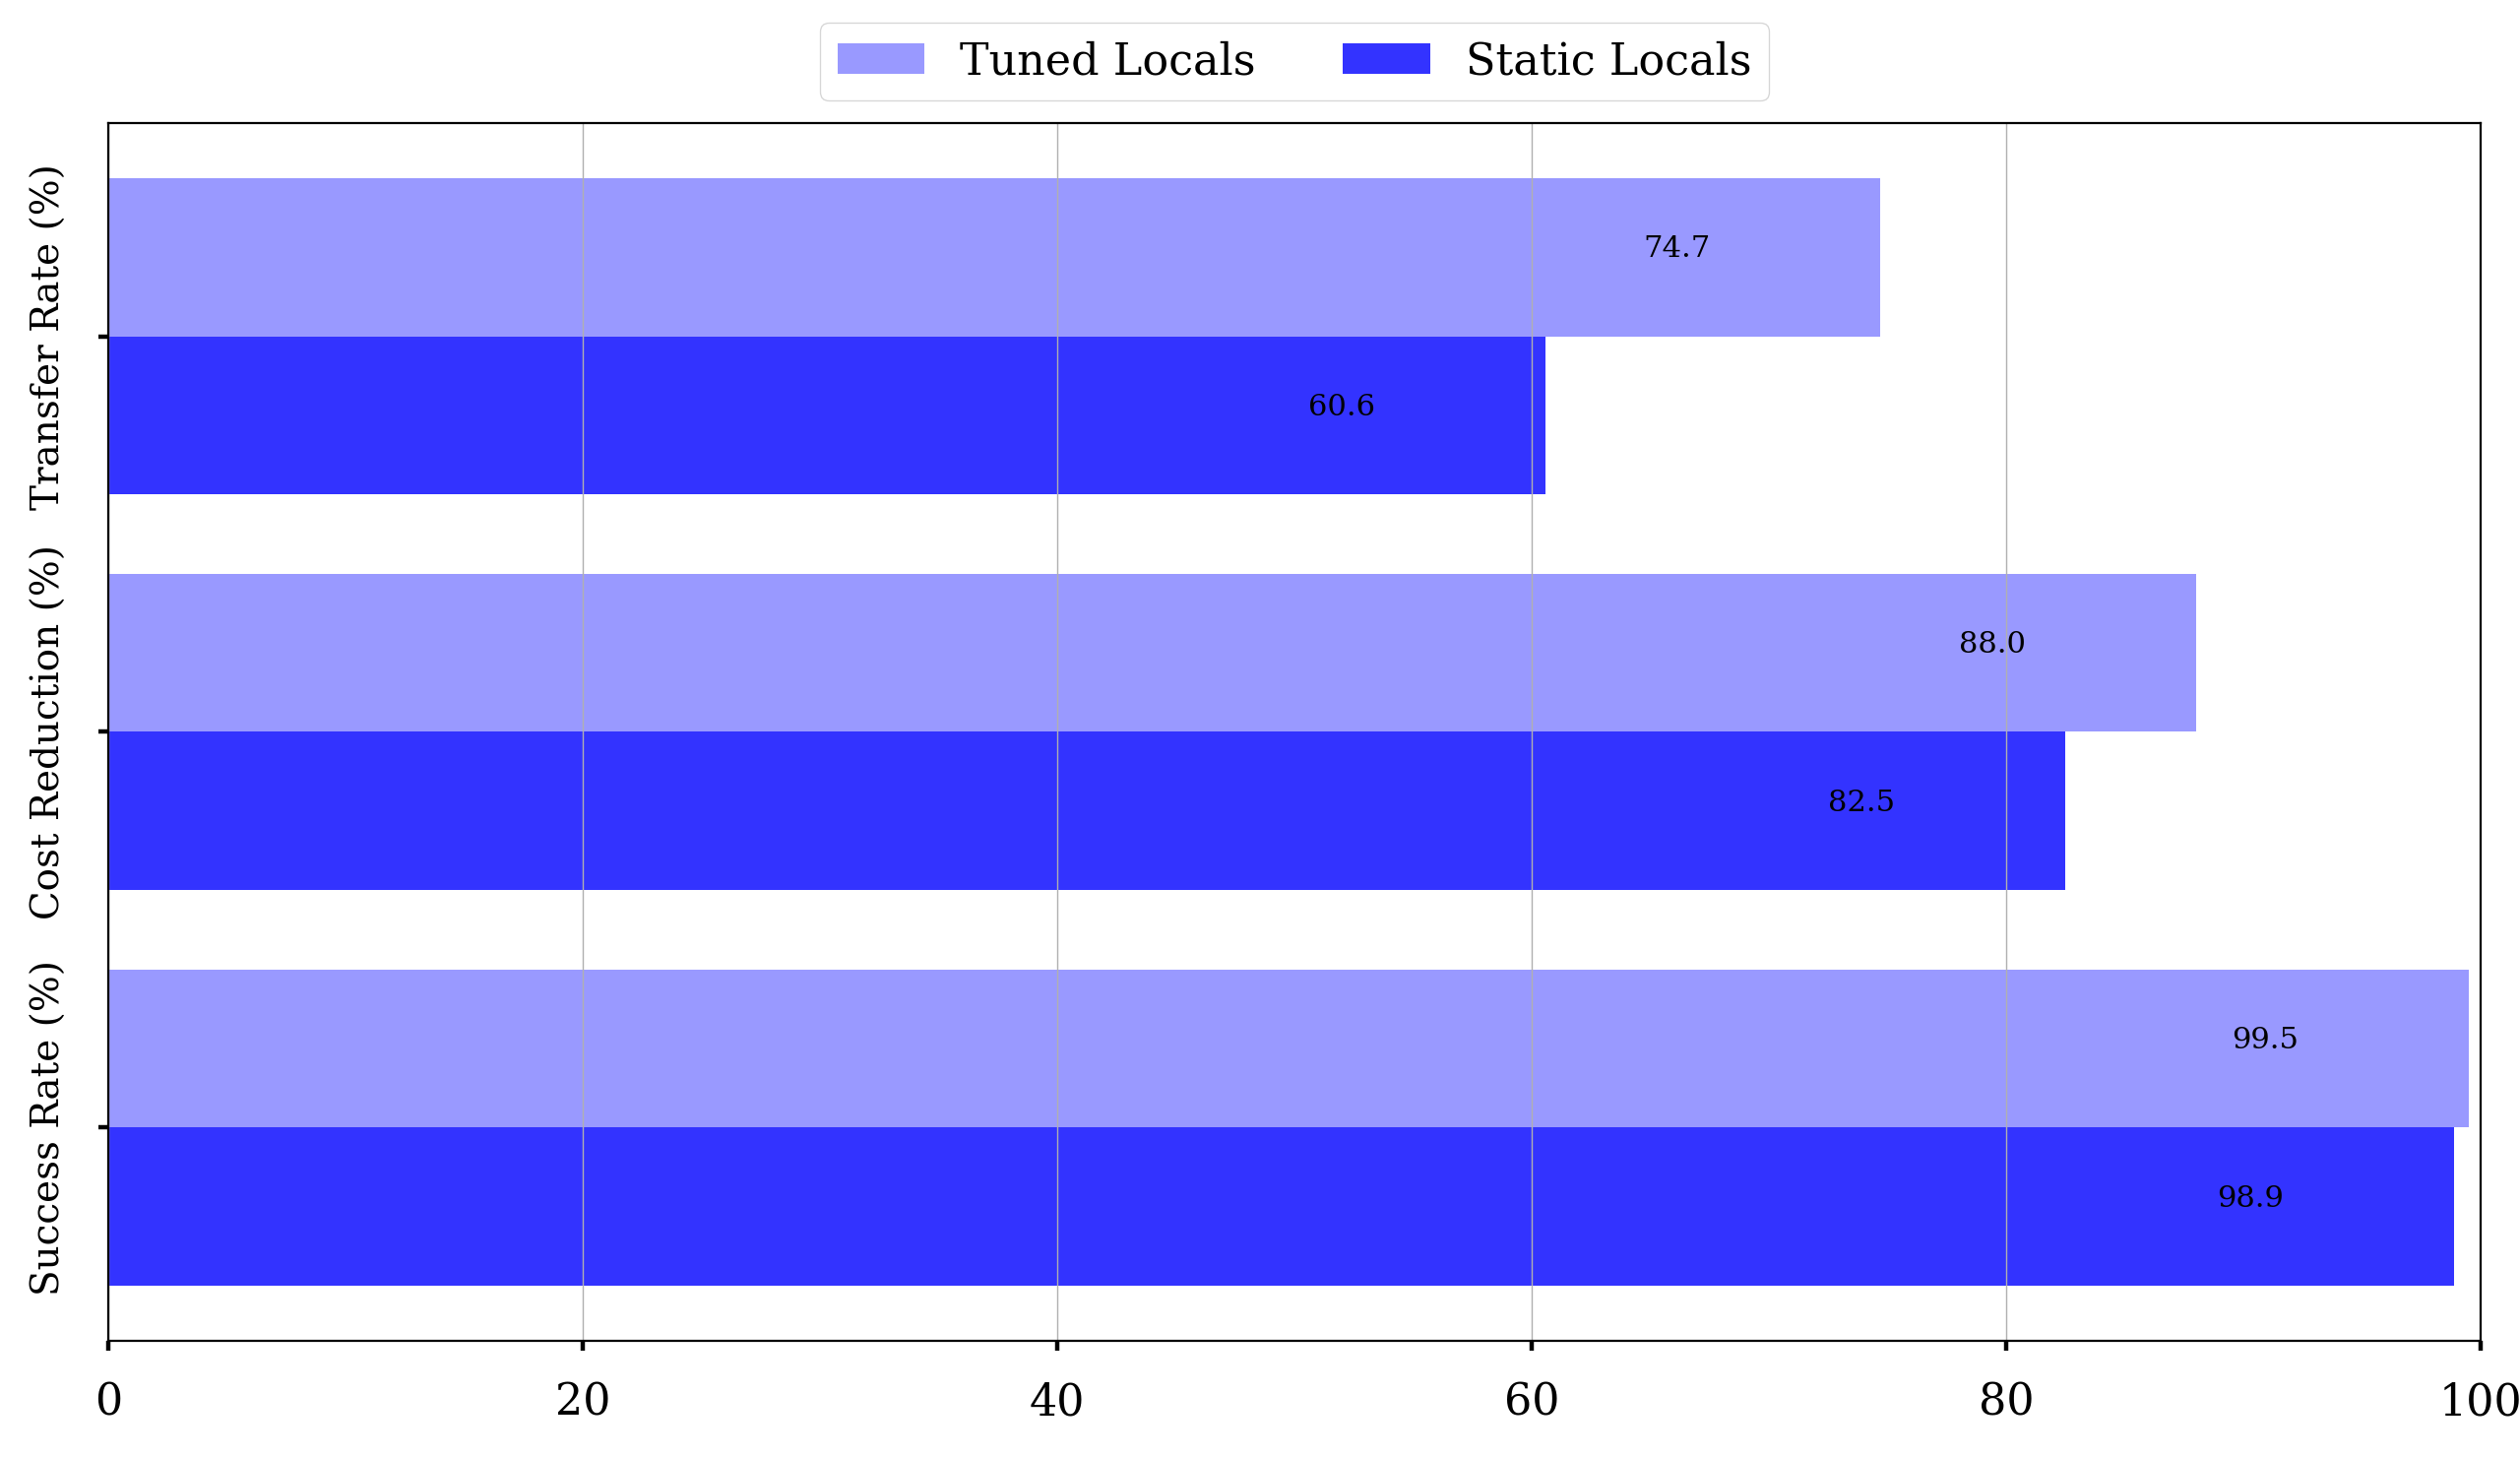 Tuned Locals
Static Locals
Transfer Rate (%)
74.7
60.6
Cost Reduction (%)
88.0
82.5
Success Rate (%)
99.5
98.9
0 20 40 60 80 100